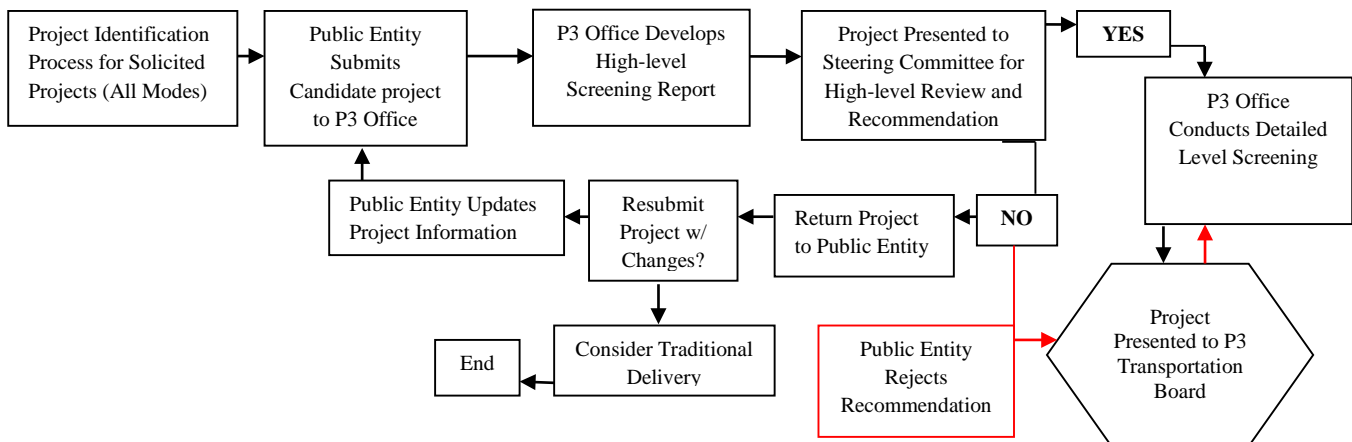 Project Identification
Process for Solicited
Projects (All Modes)
Public Entity
Submits
Candidate project
to P3 Office
P3 Office Develops
High-level
Screening Report
Project Presented to
Steering Committee for
High-level Review and
Recommendation
YES
P3 Office
Conducts Detailed
Level Screening
Public Entity Updates
Project Information
Resubmit
Project w/
Changes?
Return Project
to Public Entity
NO
End
Consider Traditional
Delivery
Public Entity
Rejects
Recommendation
Project
Presented to P3
Transportation
Board